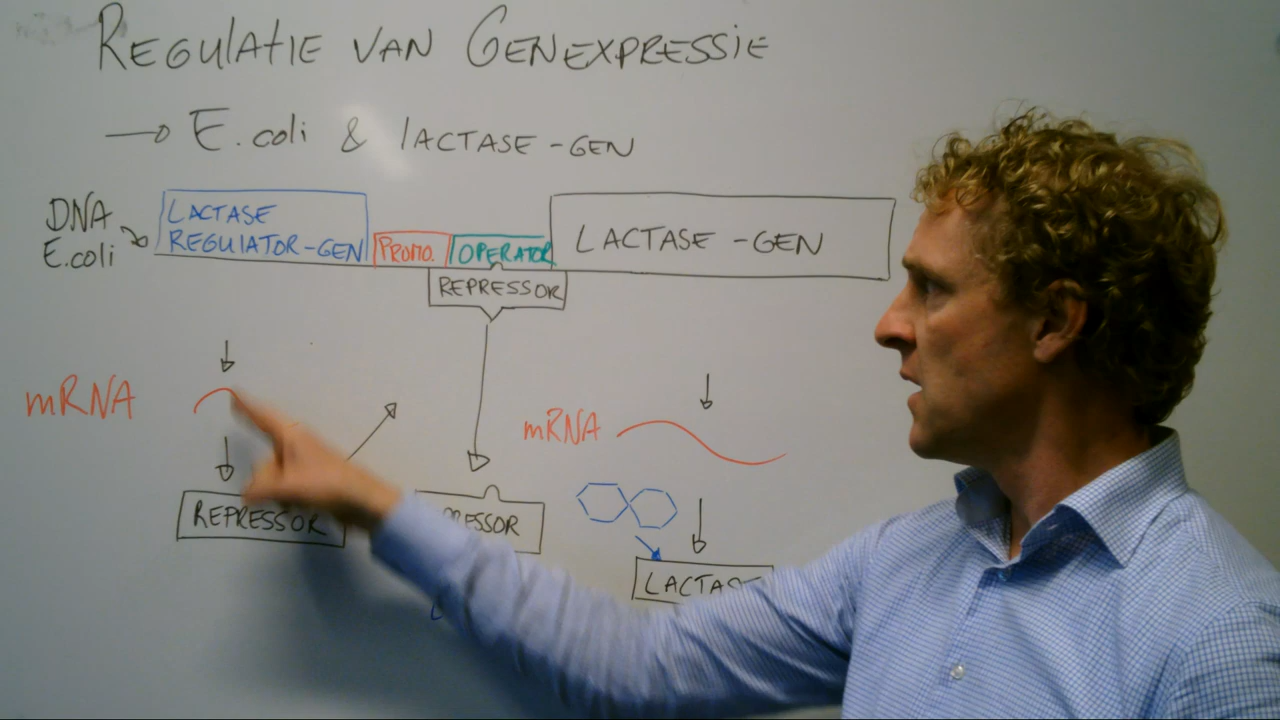 REGULATIE VAN GENEXPRESSIE
E.coli & LACTASE-GEN
DNA
E.coli
LACTASE
REGULATOR-GEN
PROMO.
OPERATOR
LACTASE-GEN
REPRESSOR
mRNA
mRNA
REPRESSOR